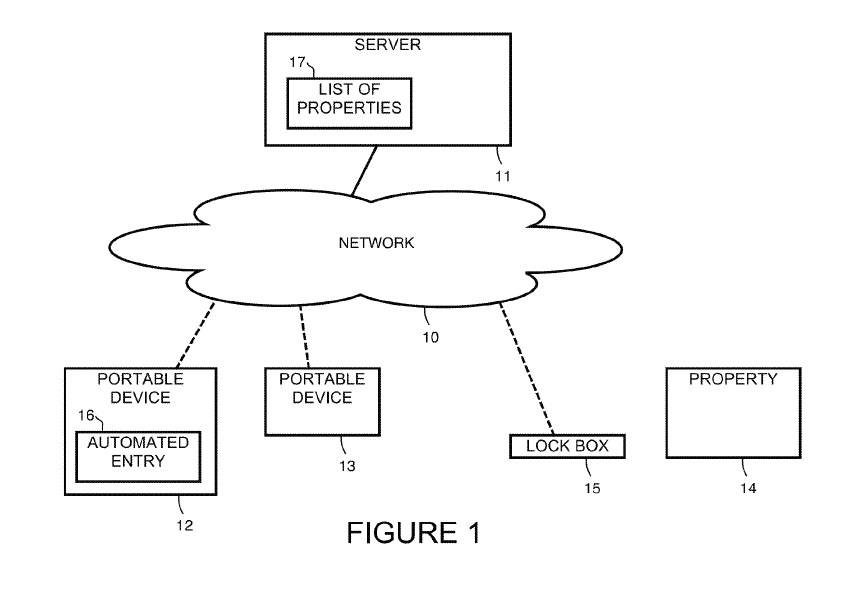 SERVER
17
LIST OF
PROPERTIES
11
NETWORK
10
PORTABLE
DEVICE
16
AUTOMATED
ENTRY
12
PORTABLE
DEVICE
13
LOCK BOX
15
PROPERTY
14
FIGURE 1